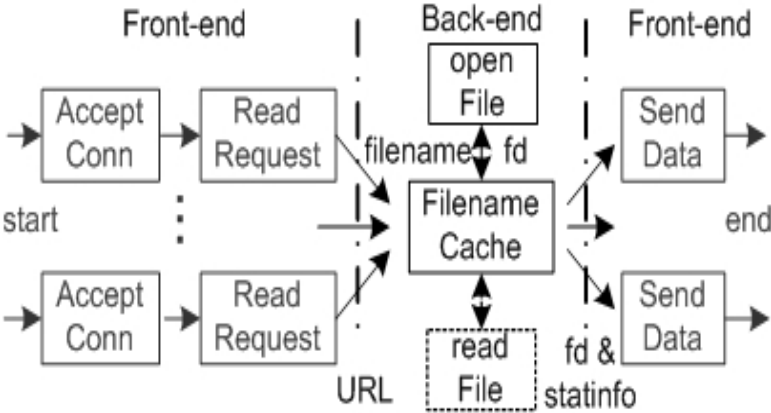 Front-end
Back-end
Front-end
Accept
Conn
Read
Request
open
File
Send
Data
filename
fd
start
Filename
Cache
end
Accept
Conn
Read
Request
read
File
Send
Data
URL
fd &
statinfo